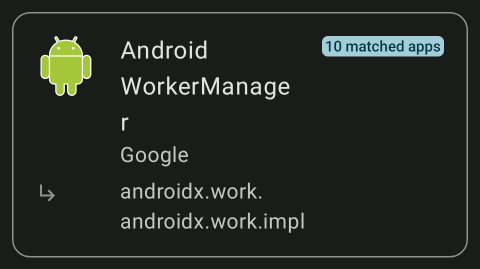 Android
10 matched apps
WorkerManage
r
Google
androidx.work.
androidx.work.impl